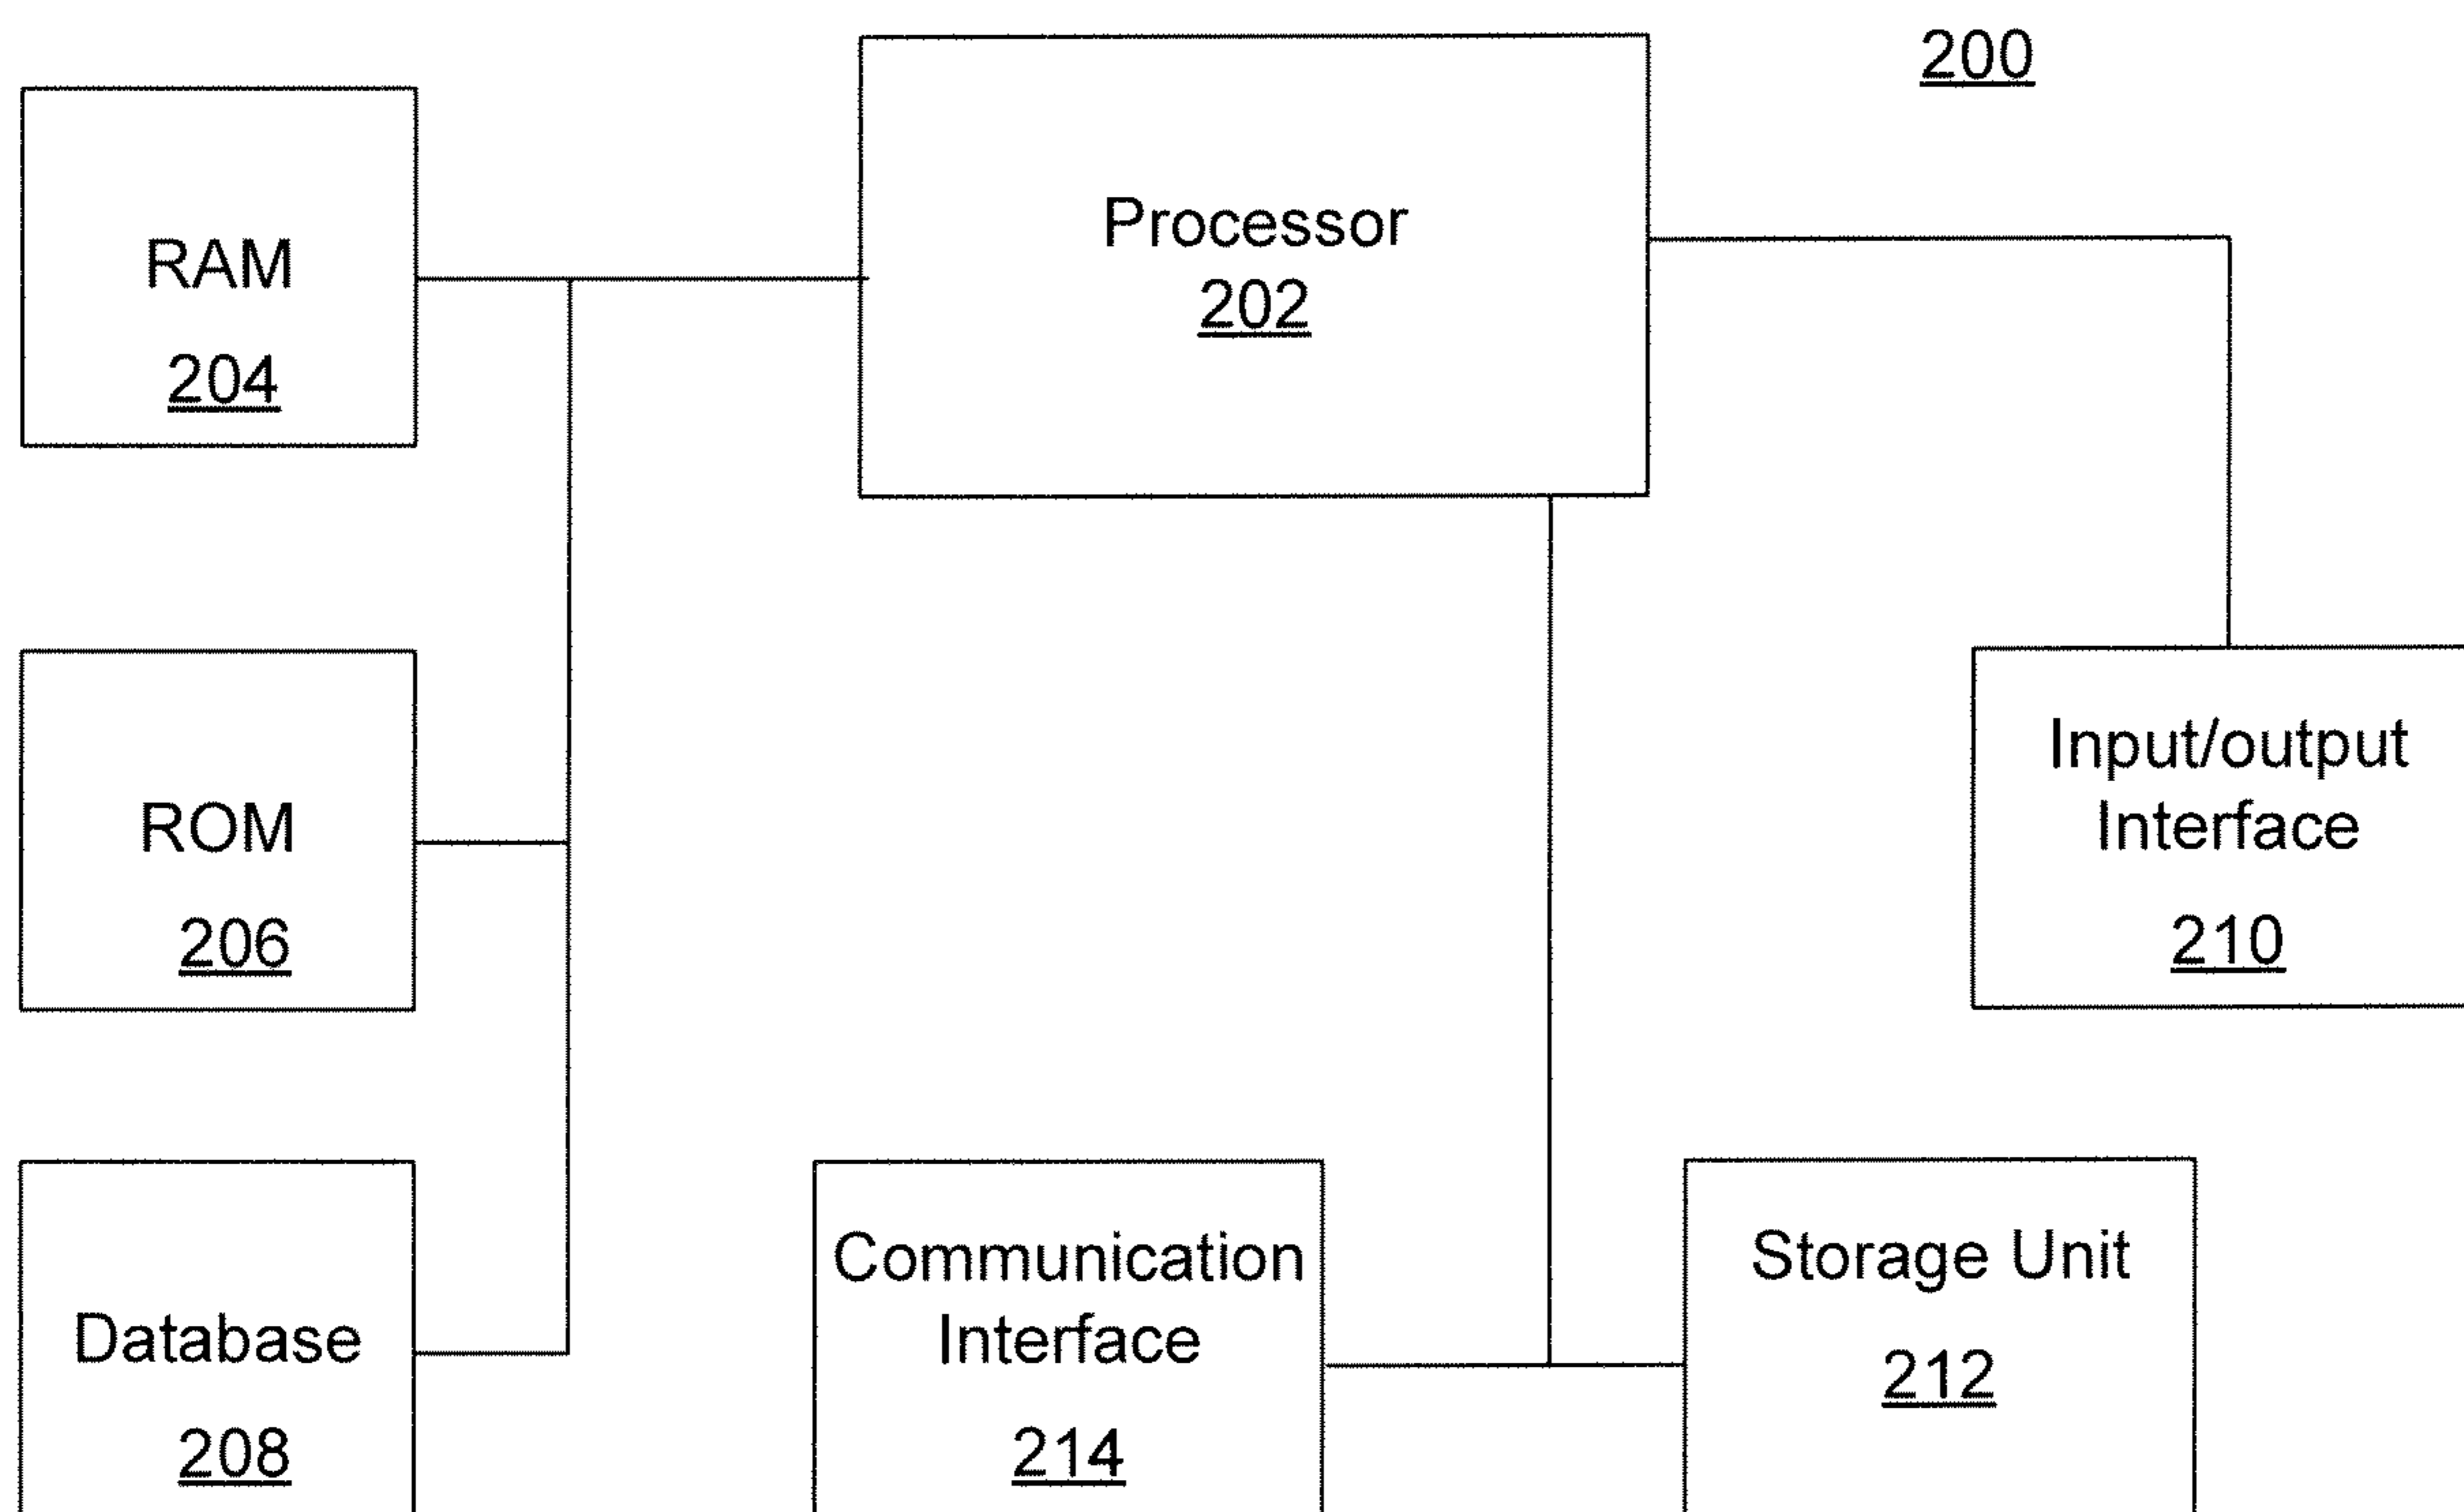 200
Processor
202
RAM
204
ROM
206
Input/output
Interface
210
Database
208
Communication
Interface
214
Storage Unit
212